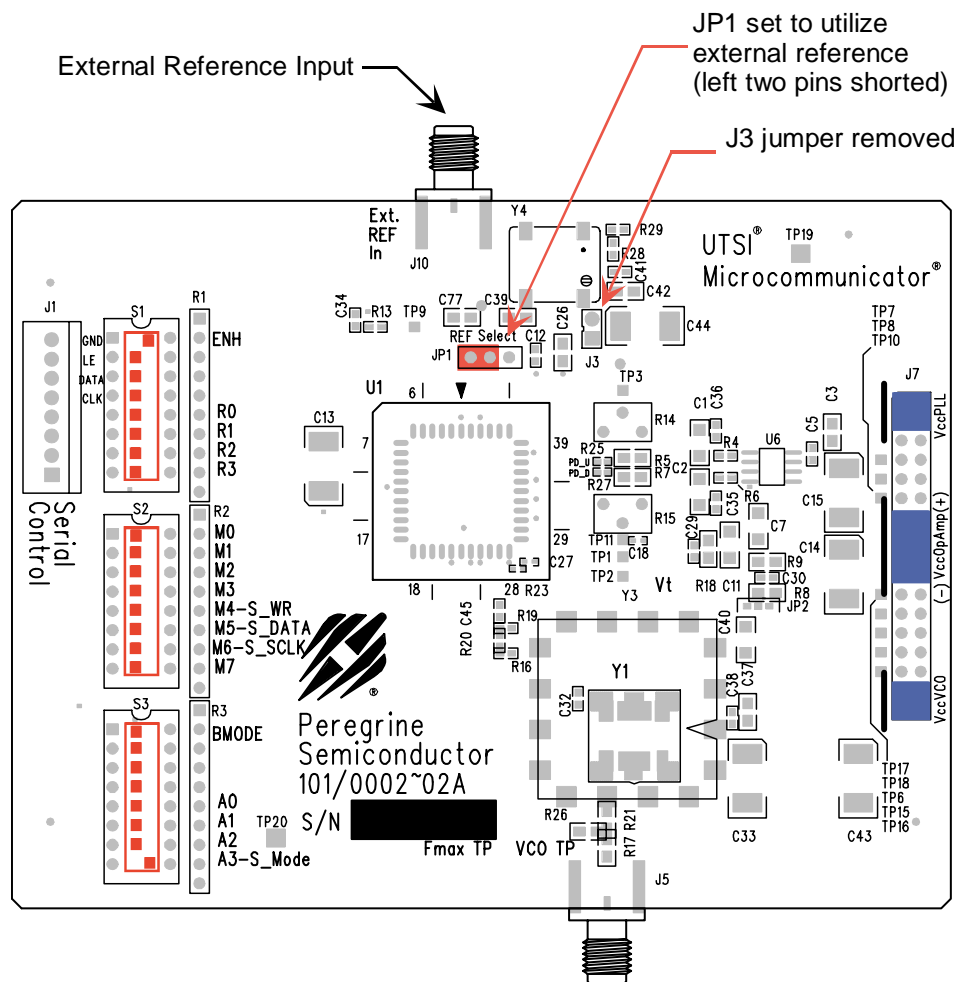 JP1 set to utilize
external reference
(left two pins shorted)
External Reference Input
J3 jumper removed
Ext.
REF
In
J10
Y4
R29
R28
C41
C42
UTSI®
Microcommunicator®
TP19
J1
S1
R1
GND
LE
DATA
CLK
ENH
R0
R1
R2
R3
C34
R13
TP9
C77
C39
REF Select
JP1
C12
C26
J3
C44
TP7
TP8
TP10
J7
U1
6
7
39
17
29
18
28
C13
TP3
R14
R25
PD_U
PD_D
R27
R5
R7
C2
C1
C36
R4
U6
C5
C3
VccPLL
R15
TP11
TP1
TP2
C18
C35
R6
C29
R18
C11
C7
R9
C30
R8
JP2
C15
C14
VccOpAmp(+)
(-)
Serial
Control
S2
R2
M0
M1
M2
M3
M4-S_WR
M5-S_DATA
M6-S_SCLK
M7
C27
R23
Y3
Vt
C45
R20
R19
R16
C40
C38
C37
VccVCO
S3
R3
BMODE
A0
A1
A2
A3-S_Mode
TP20
®
Peregrine
Semiconductor
101/0002~02A
S/N
Fmax TP
C32
Y1
R26
R21
R17
VCO TP
J5
C33
C43
TP17
TP18
TP6
TP15
TP16